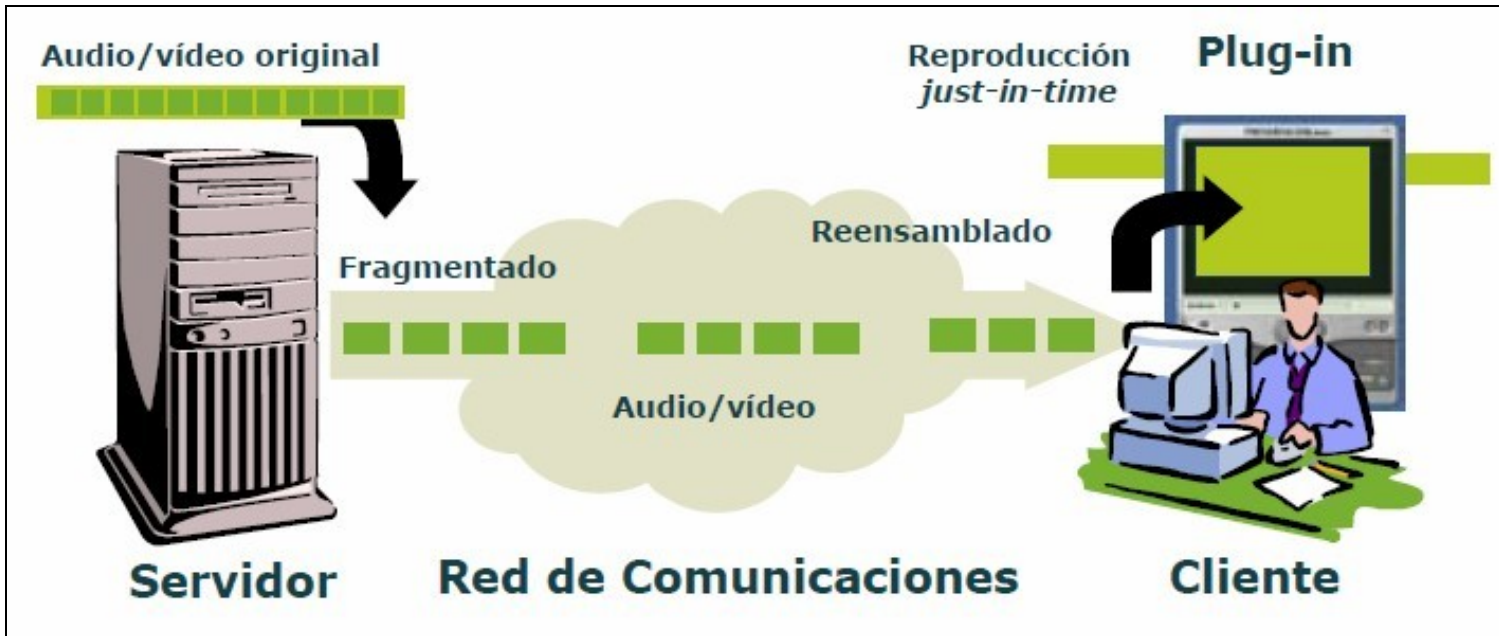 Audio/vídeo original
Reproducción
just-in-time
Plug-in
Reensamblado
Fragmentado
Audio/vídeo
Servidor
Red de Comunicaciones
Cliente